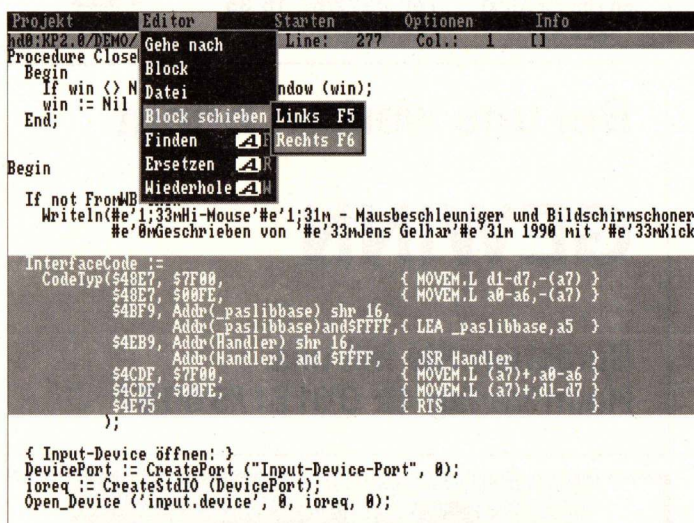 Projekt Editor Starten Optionen Info
hd0:KP2.0/DEMO/ Line: 277 Col.: 1 []
Gehe nach
Block
Datei
Block schieben
Finden A F
Ersetzen A R
Wiederhole A W
Links F5
Rechts F6
Procedure Close
Begin
If win <> N ndow (win);
win := Nil
End;
Begin
If not FromWB
Writeln(#e'1;33mHi-Mouse'#e'1;31m - Mausbeschleuniger und Bildschirmschoner
#e'0mGeschrieben von '#e'33mJens Gelhar'#e'31m 1990 mit '#e'33mKick
InterfaceCode :=
CodeTyp($48E7, $7F00, { MOVEM.L d1-d7,-(a7) }
$48E7, $00FE, { MOVEM.L a0-a6,-(a7) }
$4BF9, Addr(_paslibbase) shr 16,
Addr(_paslibbase)and$FFFF,{ LEA _paslibbase,a5 }
$4EB9, Addr(Handler) shr 16,
Addr(Handler) and $FFFF, { JSR Handler }
$4CDF, $7F00, { MOVEM.L (a7)+,a0-a6 }
$4CDF, $00FE, { MOVEM.L (a7)+,d1-d7 }
$4E75 { RTS }
);
{ Input-Device öffnen: }
DevicePort := CreatePort ("Input-Device-Port", 0);
ioreq := CreateStdIO (DevicePort);
Open_Device ('input.device', 0, ioreq, 0);